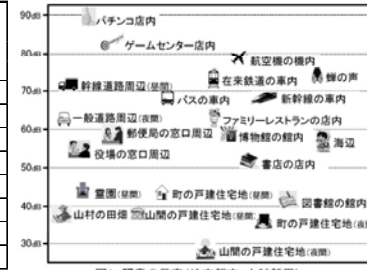 90dB
パチンコ店内
ゲームセンター店内
80dB
航空機の機内
在来鉄道の車内
蝉の声
幹線道路周辺(昼間)
70dB
バスの車内
新幹線の車内
一般道路周辺(夜間)
ファミリーレストランの店内
60dB
郵便局の窓口周辺
博物館の館内
海辺
役場の窓口周辺
書店の店内
50dB
霊園(昼間)
町の戸建住宅地(昼間)
図書館の館内
40dB
山村の田畑
山間の戸建住宅地(昼間)
町の戸建住宅地(夜
30dB
山間の戸建住宅地(夜間)